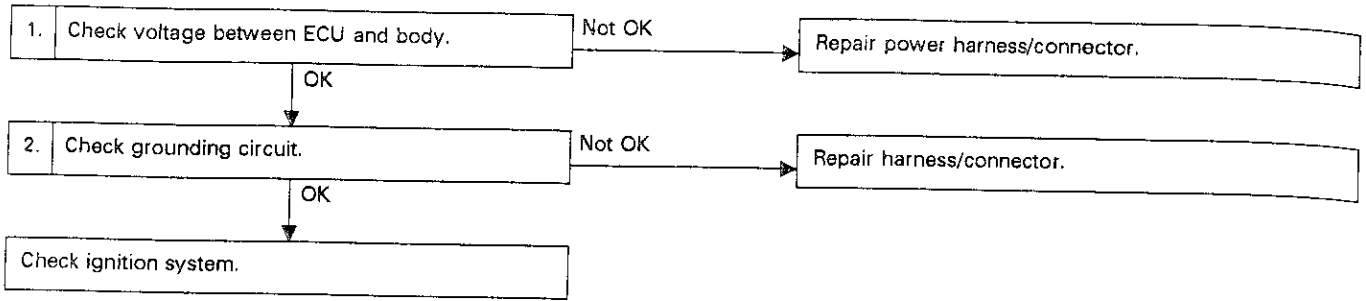 1. Check voltage between ECU and body.
Not OK
Repair power harness/connector.
OK
2. Check grounding circuit.
Not OK
Repair harness/connector.
OK
Check ignition system.